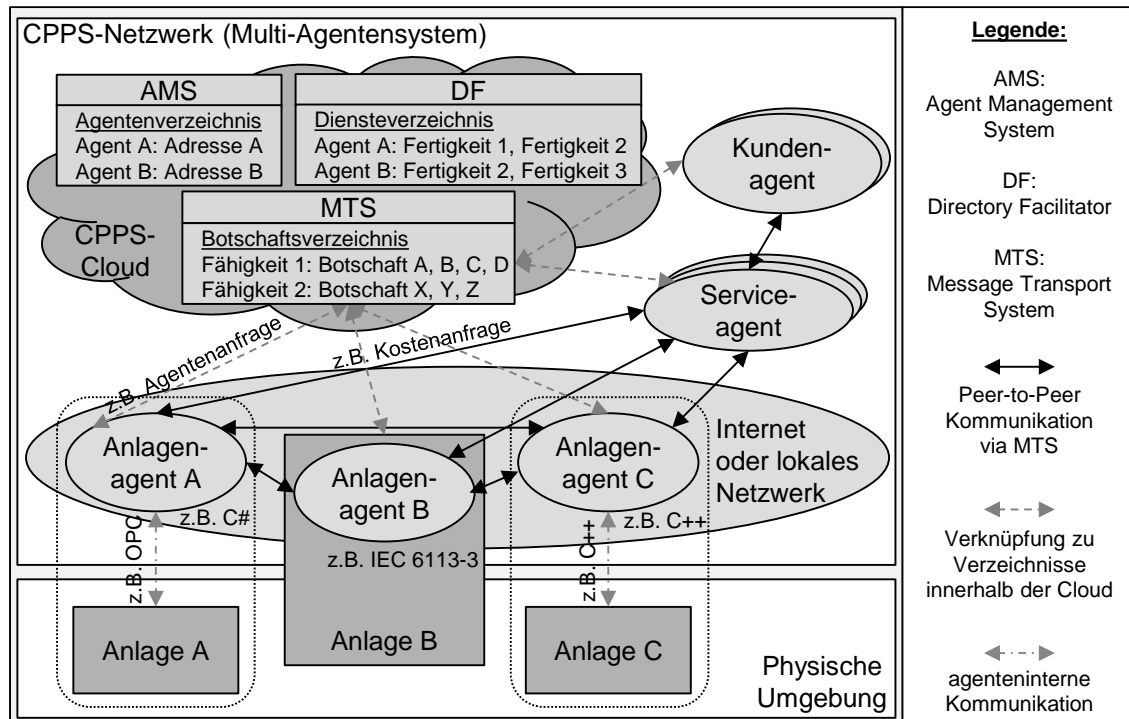 CPPS-Netzwerk (Multi-Agentensystem)
AMS
Agentenverzeichnis
Agent A: Adresse A
Agent B: Adresse B
DF
Diensteverzeichnis
Agent A: Fertigkeit 1, Fertigkeit 2
Agent B: Fertigkeit 2, Fertigkeit 3
MTS
Botschaftsverzeichnis
Fähigkeit 1: Botschaft A, B, C, D
Fähigkeit 2: Botschaft X, Y, Z
CPPS-
Cloud
Kunden-
agent
Service-
agent
z.B. Agentenanfrage
z.B. Kostenanfrage
Anlagen-
agent A
Anlagen-
agent B
Anlagen-
agent C
Internet
oder lokales
Netzwerk
z.B. C#
z.B. IEC 6113-3
z.B. C++
z.B. OPC
z.B. C++
Anlage A
Anlage B
Anlage C
Physische
Umgebung
Legende:
AMS:
Agent Management
System
DF:
Directory Facilitator
MTS:
Message Transport
System
Peer-to-Peer
Kommunikation
via MTS
Verknüpfung zu
Verzeichnisse
innerhalb der Cloud
agenteninterne
Kommunikation